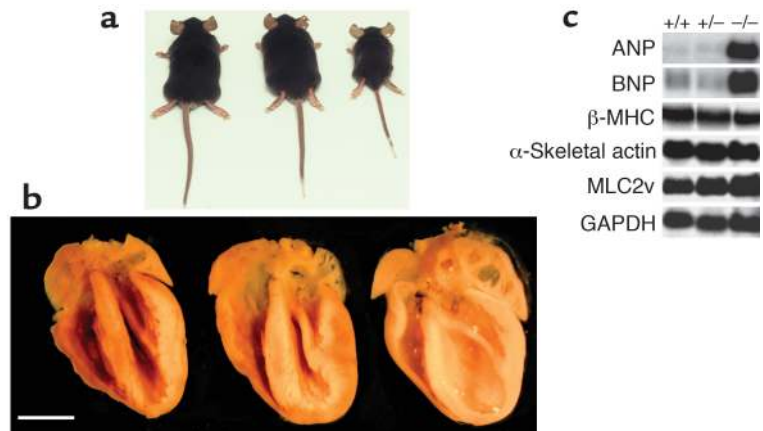 a
b
c
+/+ +/− −/−
ANP
BNP
β-MHC
α-Skeletal actin
MLC2v
GAPDH